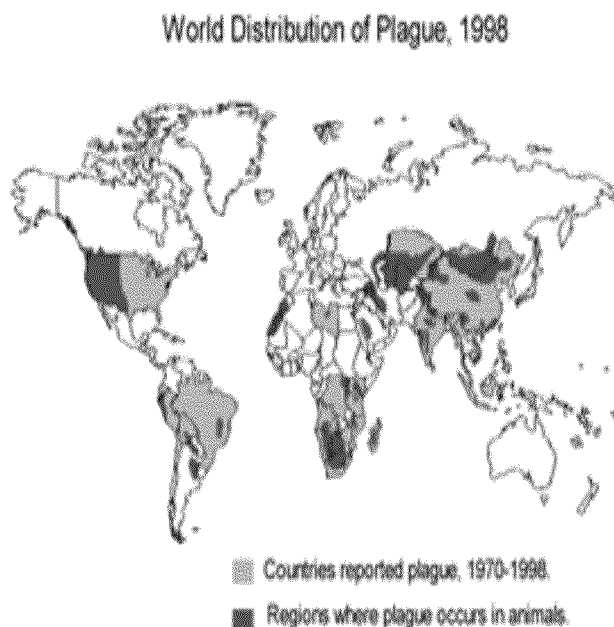 World Distribution of Plague, 1998
Countries reported plague, 1970-1998.
Regions where plague occurs in animals.